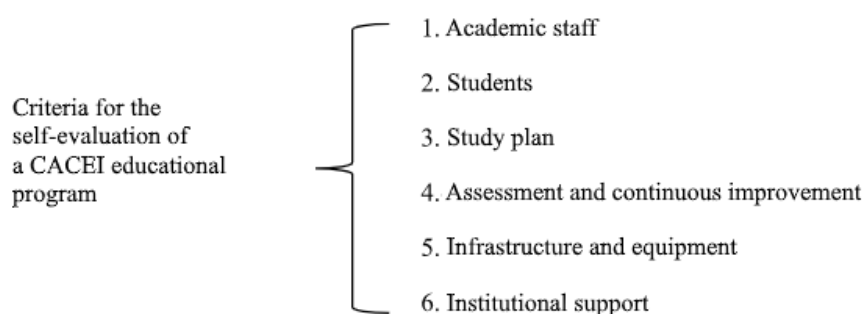 Criteria for the
self-evaluation of
a CACEI educational
program
1. Academic staff
2. Students
3. Study plan
4. Assessment and continuous improvement
5. Infrastructure and equipment
6. Institutional support